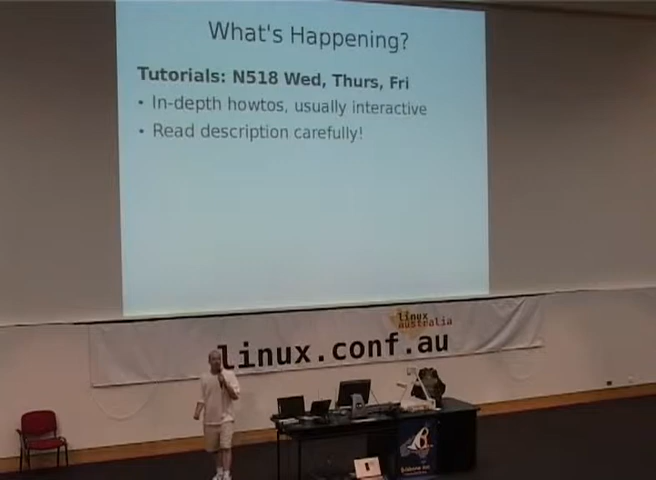 What's Happening?
Tutorials: N518 Wed, Thurs, Fri
• In-depth howtos, usually interactive
• Read description carefully!
linux
australia
linux.conf.au